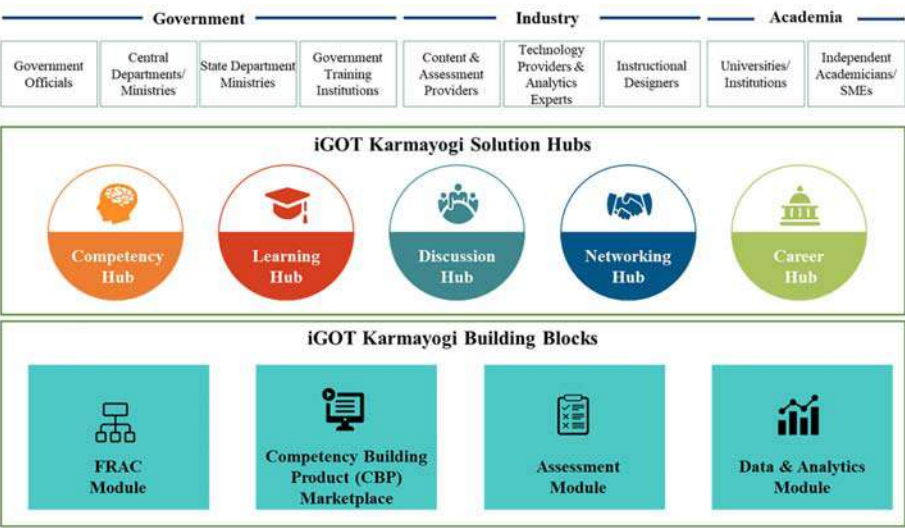 Government
Industry
Academia
Government
Officials
Central
Departments/
Ministries
State Department
Ministries
Government
Training
Institutions
Content &
Assessment
Providers
Technology
Providers &
Analytics
Experts
Instructional
Designers
Universities/
Institutions
Independent
Academicians/
SMEs
iGOT Karmayogi Solution Hubs
Competency
Hub
Learning
Hub
Discussion
Hub
Networking
Hub
Career
Hub
iGOT Karmayogi Building Blocks
FRAC
Module
Competency Building
Product (CBP)
Marketplace
Assessment
Module
Data & Analytics
Module